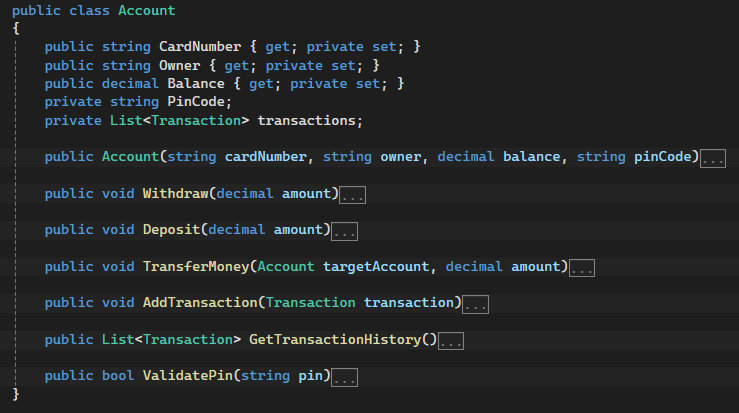 public class Account
{
public string CardNumber { get; private set; }
public string Owner { get; private set; }
public decimal Balance { get; private set; }
private string PinCode;
private List<Transaction> transactions;
public Account(string cardNumber, string owner, decimal balance, string pinCode)...
public void Withdraw(decimal amount)...
public void Deposit(decimal amount)...
public void TransferMoney(Account targetAccount, decimal amount)...
public void AddTransaction(Transaction transaction)...
public List<Transaction> GetTransactionHistory()...
public bool ValidatePin(string pin)...
}